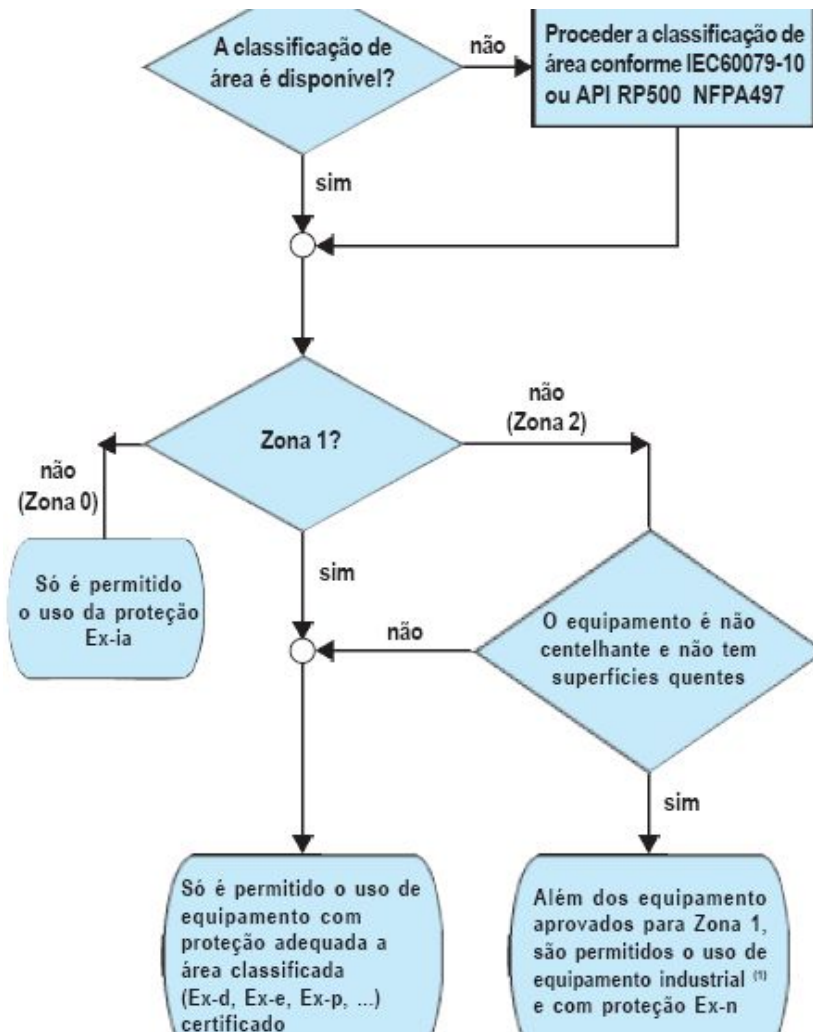 A classificação de
área é disponível?
não
Proceder a classificação de
área conforme IEC60079-10
ou API RP500 NFPA497
sim
Zona 1?
não
(Zona 2)
não
(Zona 0)
Só é permitido
o uso da proteção
Ex-ia
sim
não
O equipamento é não
centelhante e não tem
superfícies quentes
sim
Só é permitido o uso de
equipamento com
proteção adequada a
área classificada
(Ex-d, Ex-e, Ex-p, ...)
certificado
Além dos equipamento
aprovados para Zona 1,
são permitidos o uso de
equipamento industrial (1)
e com proteção Ex-n